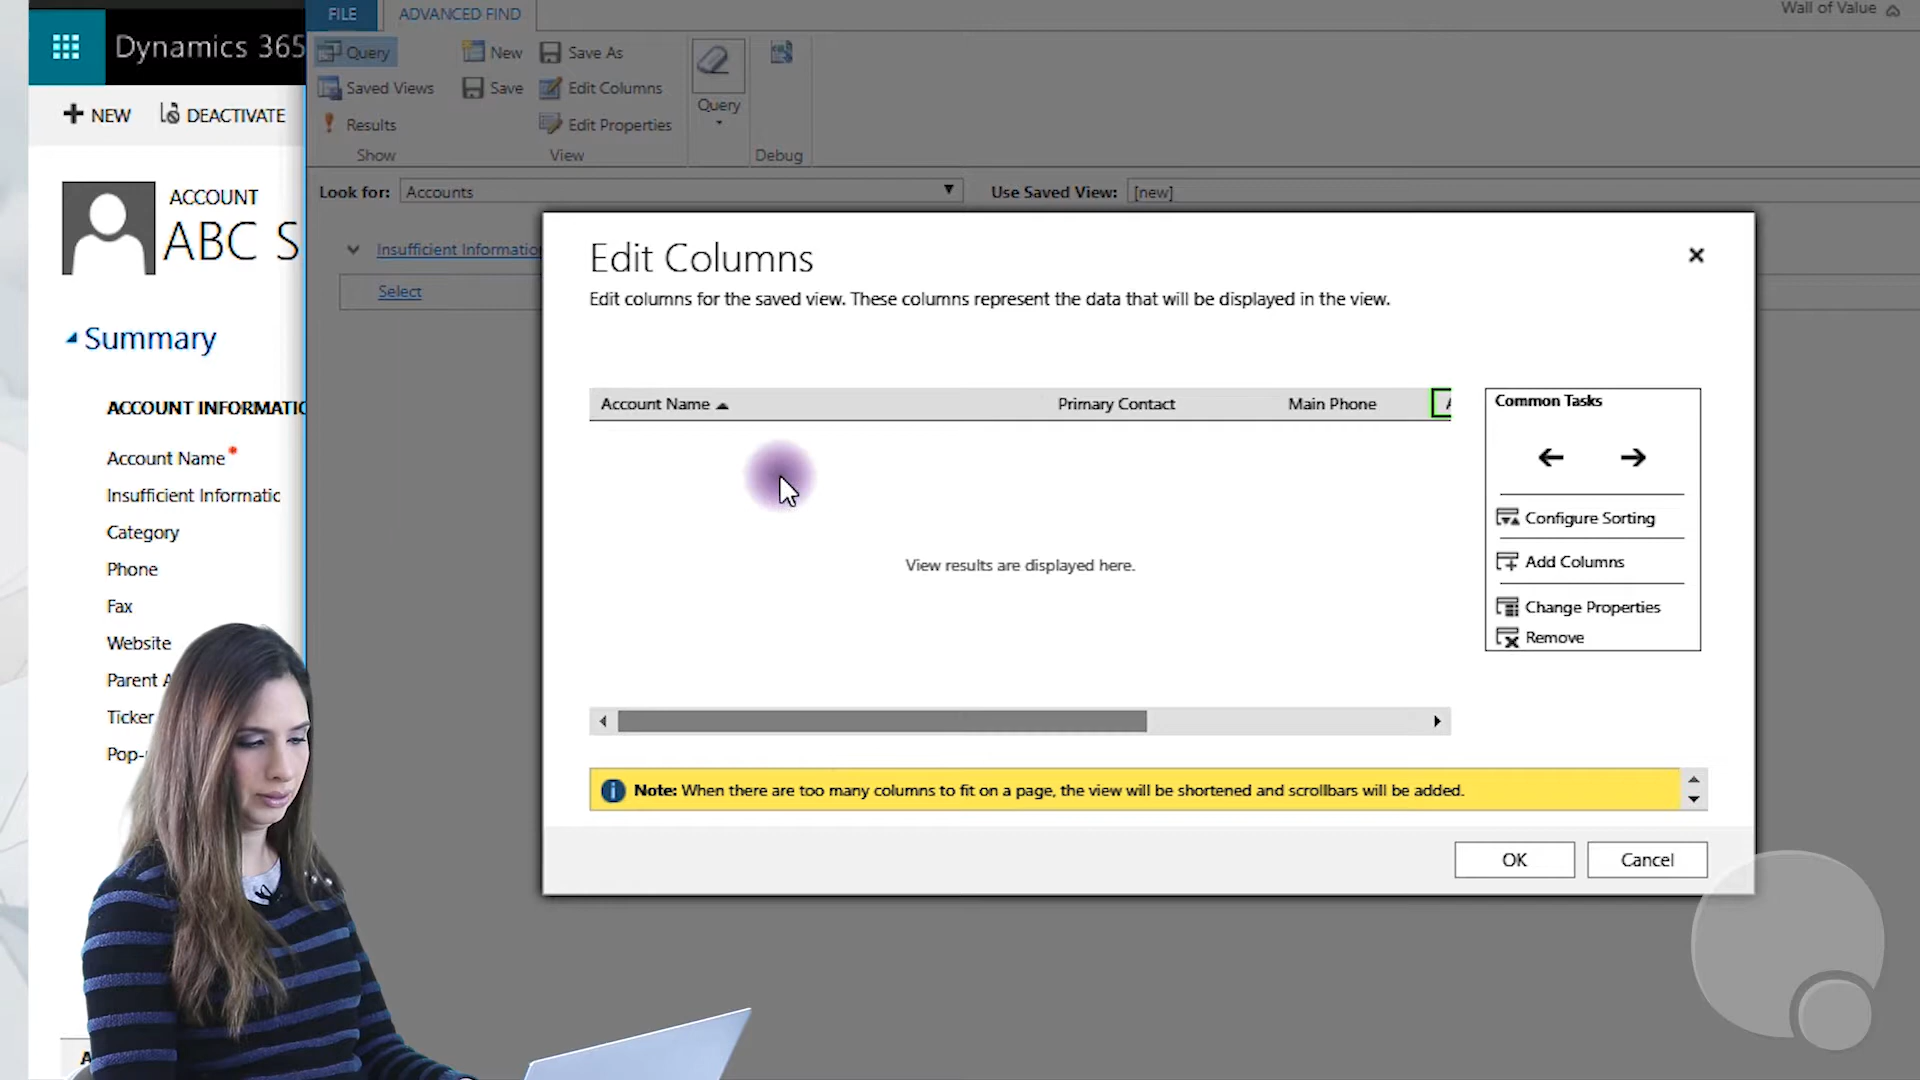 Dynamics 365
NEW
DEACTIVATE
ACCOUNT
ABC S
Summary
ACCOUNT INFORMATIO
Account Name*
Insufficient Informatic
Category
Phone
Fax
Website
Parent A
Ticker
Pop-
FILE
ADVANCED FIND
Wall of Value
Query
New
Save As
Saved Views
Save
Edit Columns
Results
Edit Properties
Query
Show
View
Debug
Look for:
Accounts
Use Saved View:
[new]
Insufficient Information
Select
Edit Columns
Edit columns for the saved view. These columns represent the data that will be displayed in the view.
Account Name
Primary Contact
Main Phone
View results are displayed here.
Common Tasks
Configure Sorting
Add Columns
Change Properties
Remove
Note: When there are too many columns to fit on a page, the view will be shortened and scrollbars will be added.
OK
Cancel